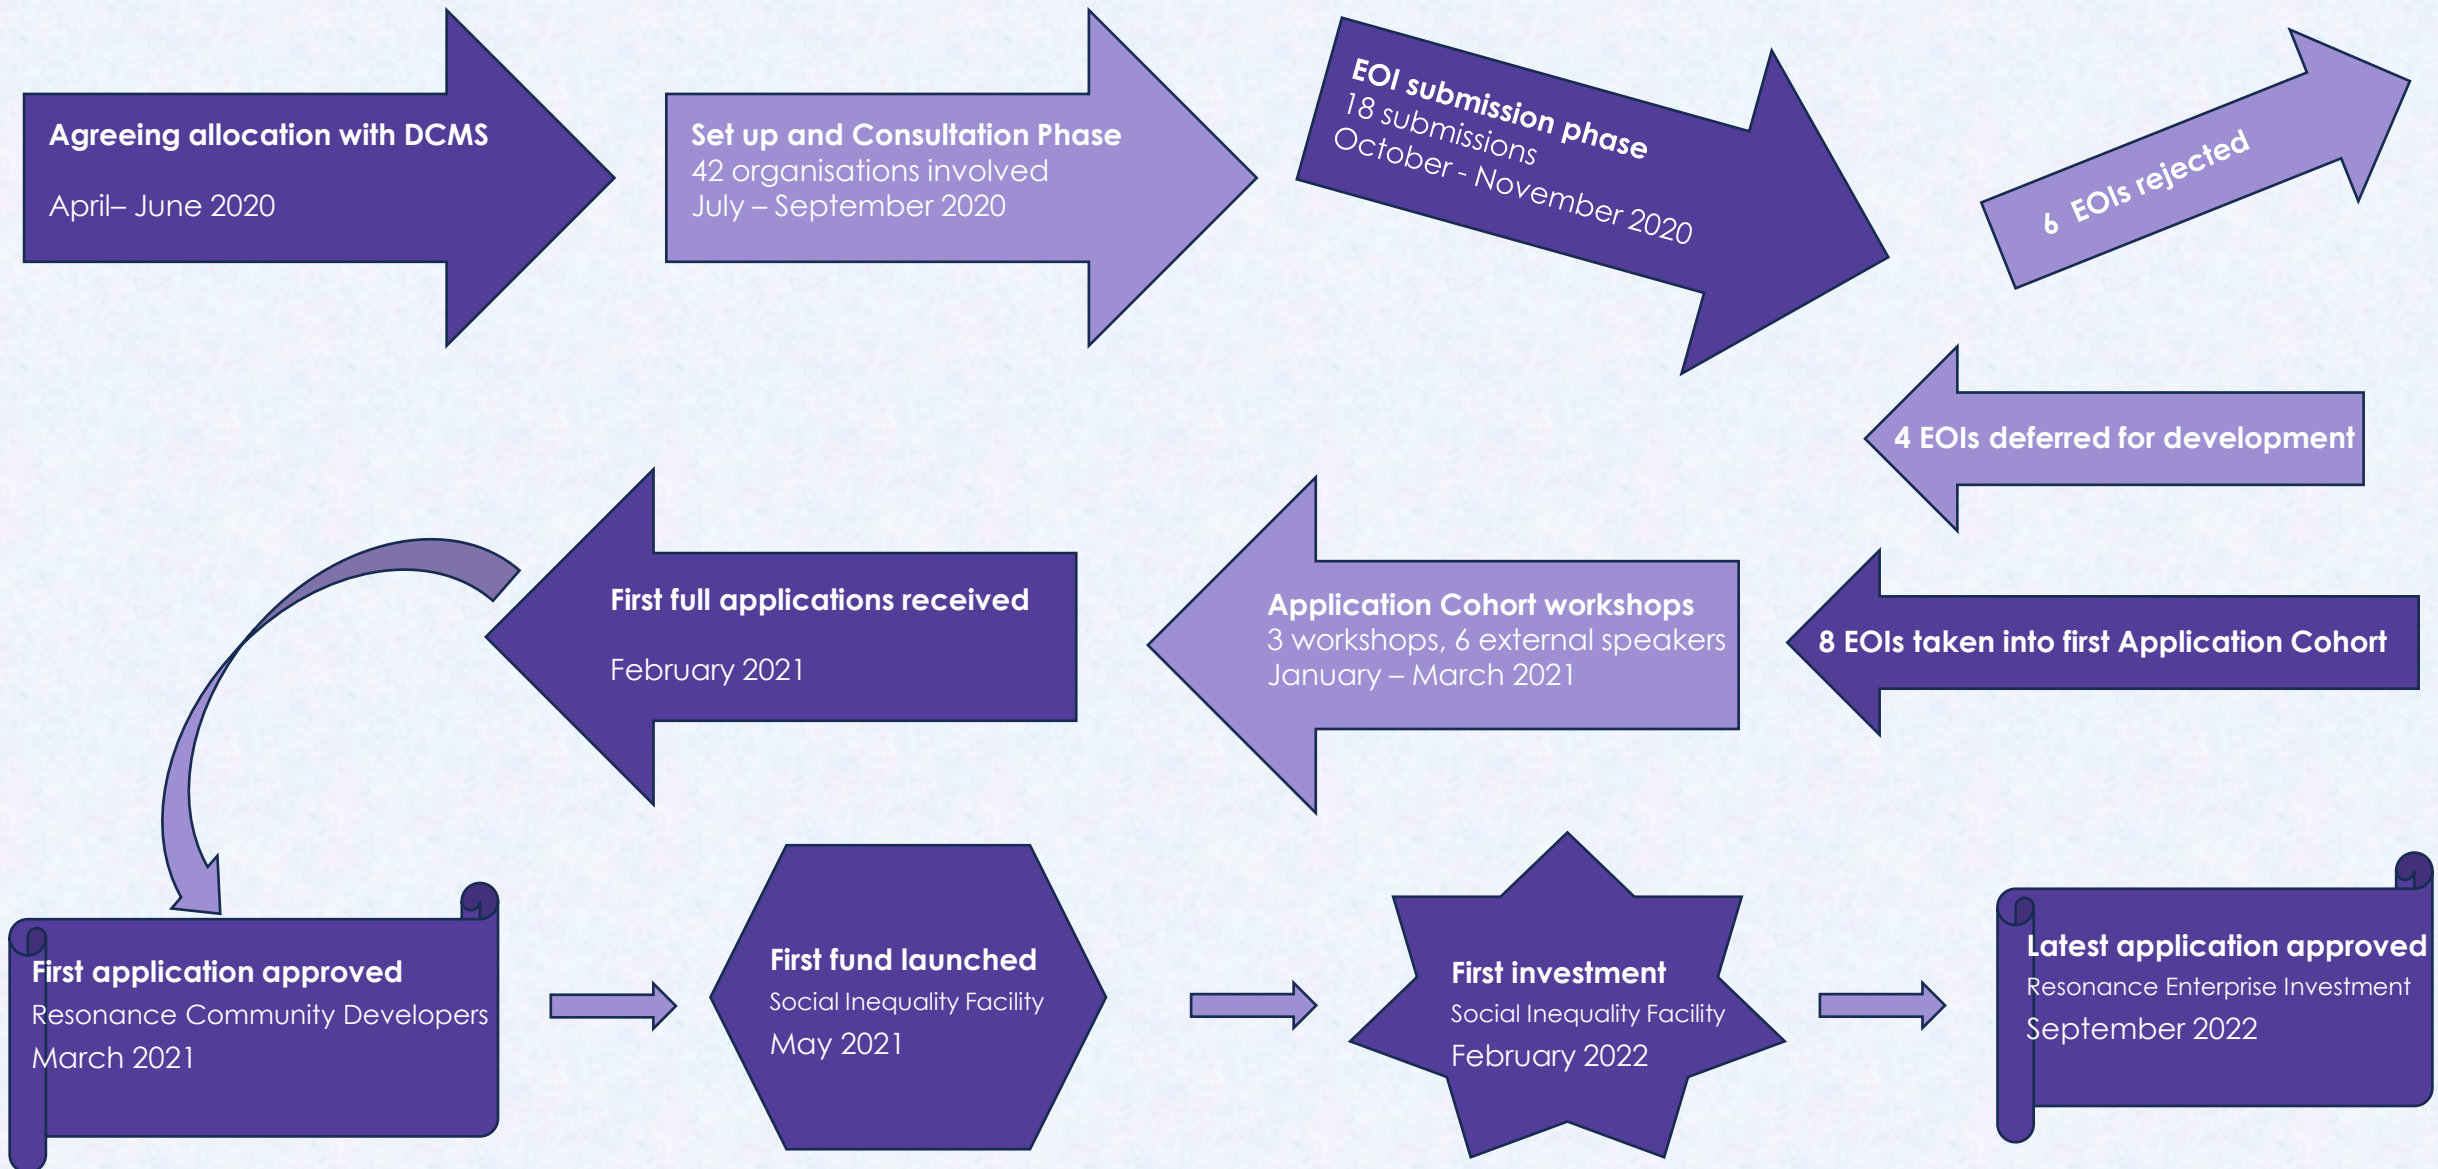 Agreeing allocation with DCMS
April– June 2020
Set up and Consultation Phase
42 organisations involved
July – September 2020
EOI submission phase
18 submissions
October - November 2020
6 EOIs rejected
4 EOIs deferred for development
8 EOIs taken into first Application Cohort
Application Cohort workshops
3 workshops, 6 external speakers
January – March 2021
First full applications received
February 2021
First application approved
Resonance Community Developers
March 2021
First fund launched
Social Inequality Facility
May 2021
First investment
Social Inequality Facility
February 2022
Latest application approved
Resonance Enterprise Investment
September 2022